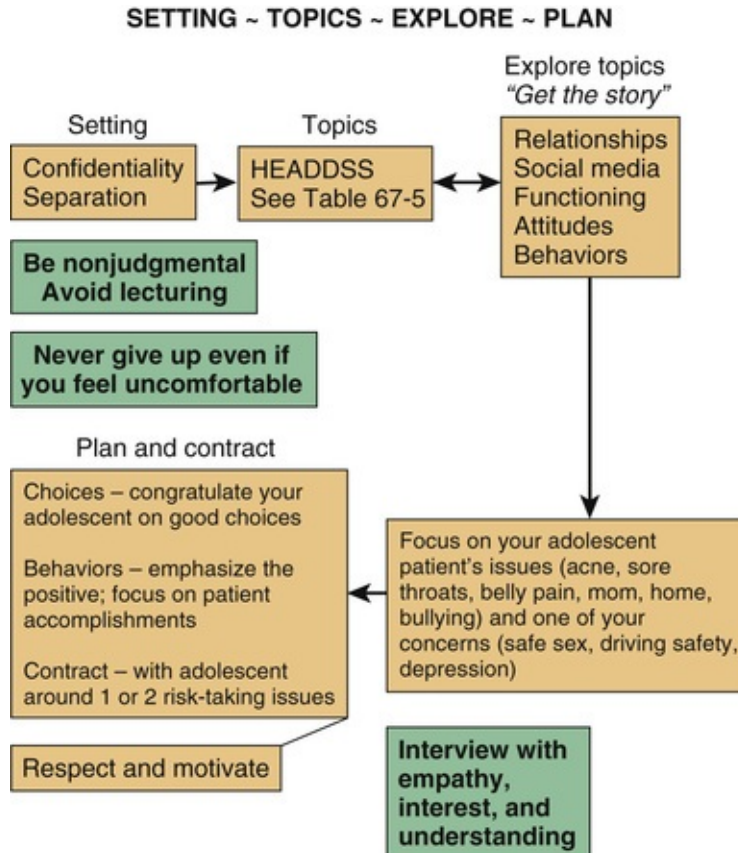 SETTING ~ TOPICS ~ EXPLORE ~ PLAN
Explore topics
"Get the story"
Setting
Topics
Confidentiality
Separation
HEADDSS
See Table 67-5
Relationships
Social media
Functioning
Attitudes
Behaviors
Be nonjudgmental
Avoid lecturing
Never give up even if
you feel uncomfortable
Plan and contract
Choices – congratulate your
adolescent on good choices
Behaviors – emphasize the
positive; focus on patient
accomplishments
Contract – with adolescent
around 1 or 2 risk-taking issues
Focus on your adolescent
patient's issues (acne, sore
throats, belly pain, mom, home,
bullying) and one of your
concerns (safe sex, driving safety,
depression)
Respect and motivate
Interview with
empathy,
interest, and
understanding